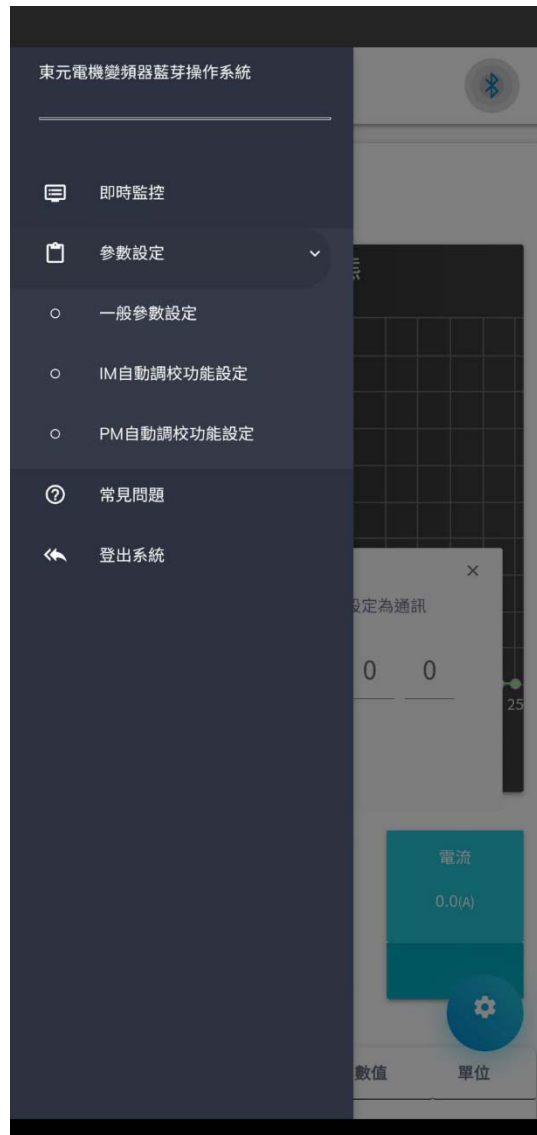 東元電機變頻器藍芽操作系統
即時監控
參數設定
一般參數設定
IM自動調校功能設定
PM自動調校功能設定
常見問題
登出系統
設定為通訊
0 0
25
電流
0.0(A)
數值 單位